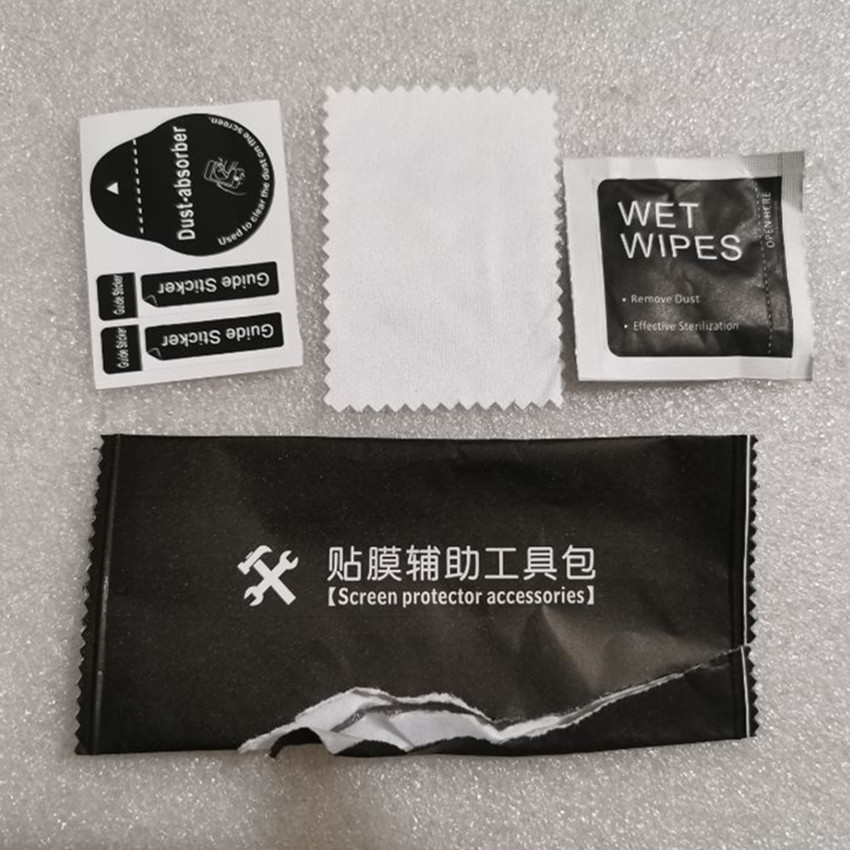 Dust-absorber
Used to clear the dust on the screen.
Guide Sticker
Guide Sticker
Guide Sticker
Guide Sticker
WET
WIPES
OPEN HERE
• Remove Dust
• Effective Sterilization
贴膜辅助工具包
【Screen protector accessories】